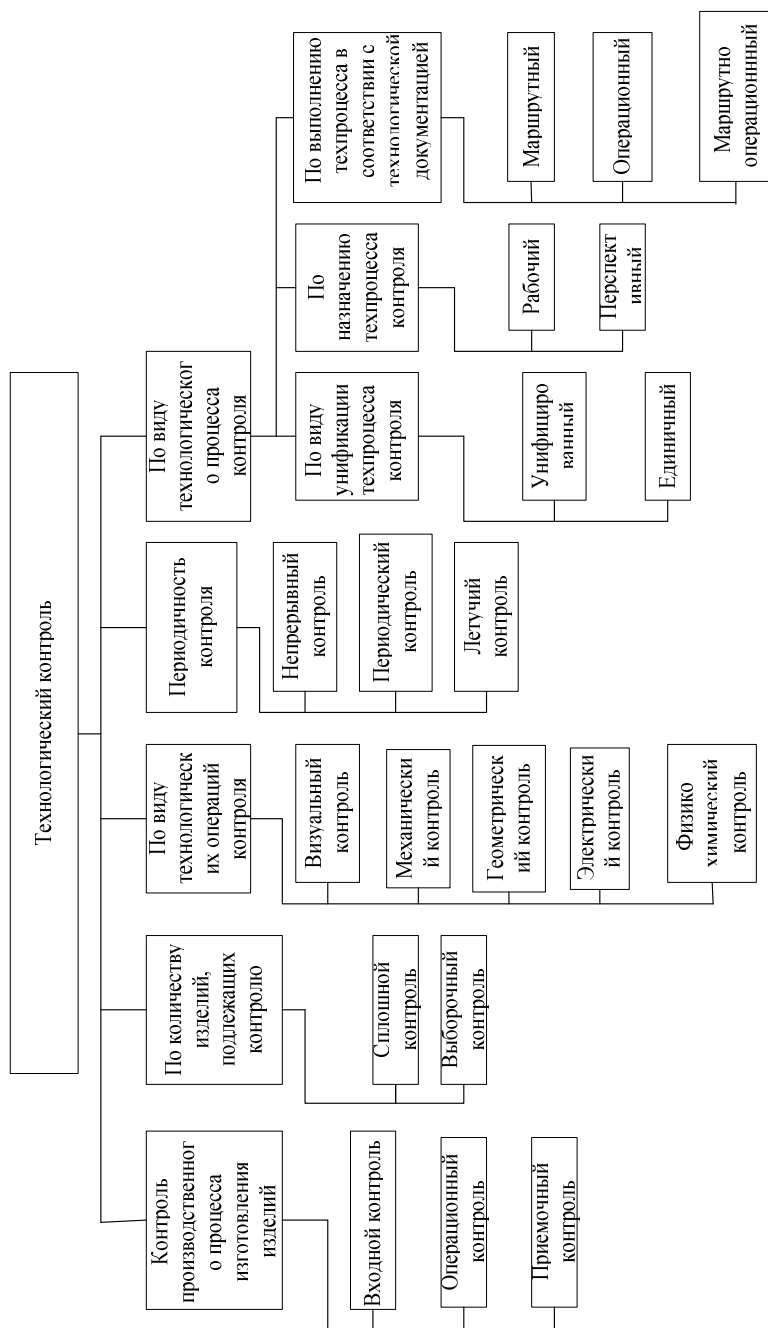 Технологический контроль
Контроль
производственног
о процесса
изготовления
изделий
Входной контроль
Операционный
контроль
Приемочный
контроль
По количеству
изделий,
подлежащих
контролю
Сплошной
контроль
Выборочный
контроль
По виду
технологическ
их операций
контроля
Визуальный
контроль
Механически
й контроль
Геометрическ
ий контроль
Электрически
й контроль
Физико
химический
контроль
Периодичность
контроля
Непрерывный
контроль
Периодический
контроль
Летучий
контроль
По виду
технологическог
о процесса
контроля
По виду
унификации
техпроцесса
контроля
Унифициро
ванный
Единичный
По
назначению
техпроцесса
контроля
Рабочий
Перспект
ивный
По выполнению
техпроцесса в
соответствии с
технологической
документацией
Маршрутный
Операционный
Маршрутно
операционнный